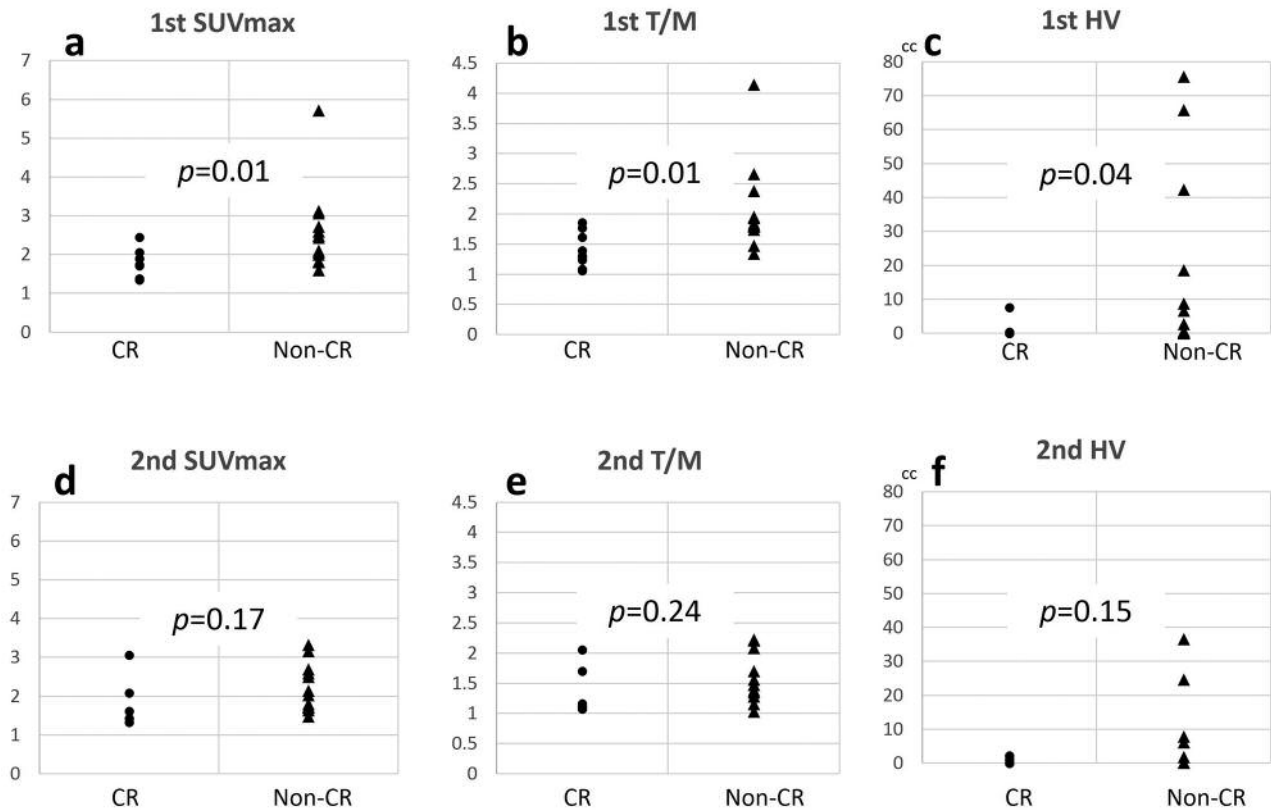 a
1st SUVmax
7
6
5
4
3
2
1
0
p=0.01
CR
Non-CR
b
1st T/M
4.5
4
3.5
3
2.5
2
1.5
1
0.5
0
p=0.01
CR
Non-CR
cc c
1st HV
80
70
60
50
40
30
20
10
0
p=0.04
CR
Non-CR
d
2nd SUVmax
7
6
5
4
3
2
1
0
p=0.17
CR
Non-CR
e
2nd T/M
4.5
4
3.5
3
2.5
2
1.5
1
0.5
0
p=0.24
CR
Non-CR
cc f
2nd HV
80
70
60
50
40
30
20
10
0
p=0.15
CR
Non-CR